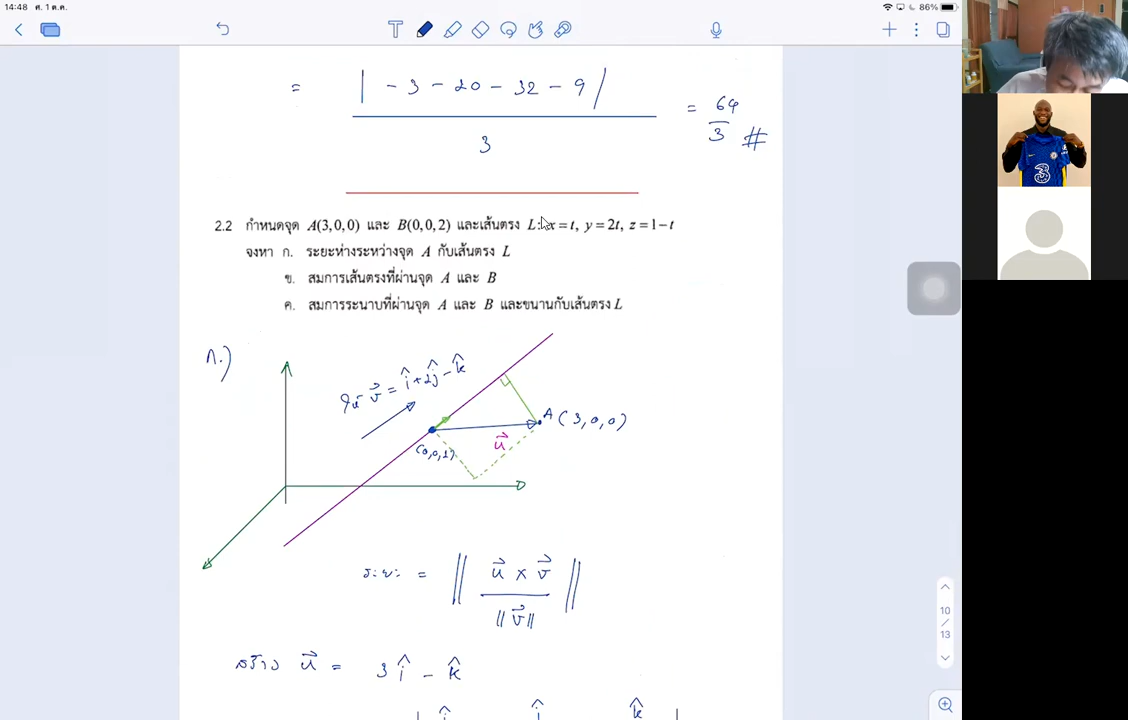 14:48 ศ. 1 ต.ค.
86%
= | -3 - 20 - 32 - 9 |
3
= 64
3 #
2.2 กำหนดจุด A(3,0,0) และ B(0,0,2) และเส้นตรง L: x = t, y = 2t, z = 1 − t
จงหา ก. ระยะห่างระหว่างจุด A กับเส้นตรง L
ข. สมการเส้นตรงที่ผ่านจุด A และ B
ค. สมการระนาบที่ผ่านจุด A และ B และขนานกับเส้นตรง L
ก.)
ให้ v⃗ = î + 2ĵ - k̂
A (3,0,0)
(0,0,1)
u⃗
ระยะ = || u⃗ × v⃗ ||
|| v⃗ ||
สร้าง u⃗ = 3î - k̂
î ĵ k̂
10
/
13
3